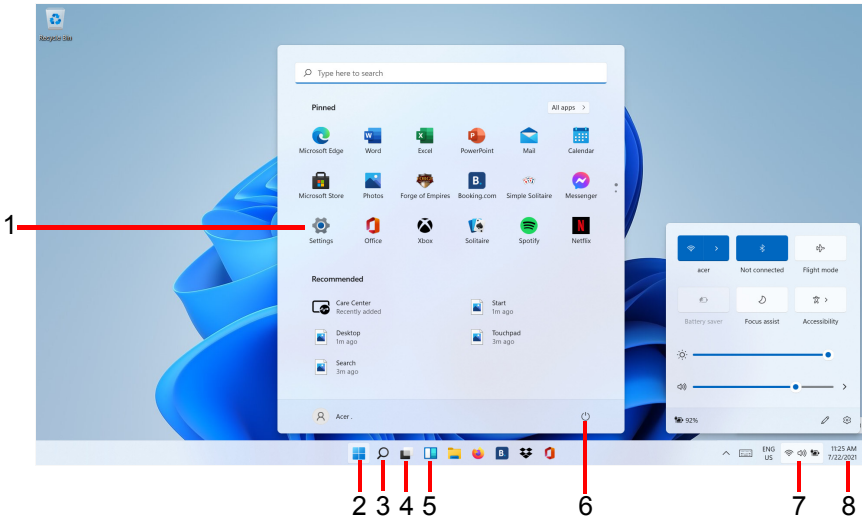 Recycle Bin
Type here to search
Pinned
All apps >
Microsoft Edge Word Excel PowerPoint Mail Calendar
Microsoft Store Photos Forge of Empires Booking.com Simple Solitaire Messenger
Settings Office Xbox Solitaire Spotify Netflix
Recommended
Care Center
Recently added
Start
1m ago
Desktop
1m ago
Touchpad
3m ago
Search
3m ago
Acer .
acer Not connected Flight mode
Battery saver Focus assist Accessibility
92%
ENG
US
11:25 AM
7/22/2021
1
2 3 4 5 6 7 8